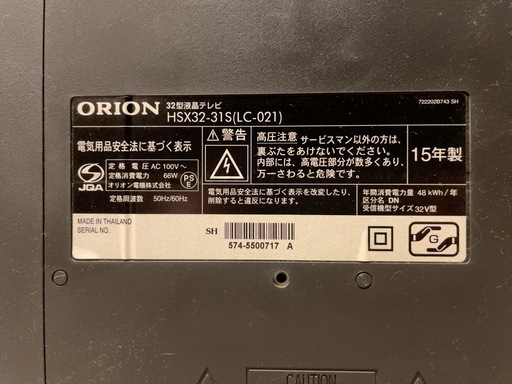 ORION
32型液晶テレビ
HSX32-31S(LC-021)
722202B743 SH
電気用品安全法に基づく表示
JQA
定格電圧 AC 100V~
定格消費電力 66W
オリオン電機株式会社
定格周波数 50Hz/60Hz
PS
E
警告
高圧注意
サービスマン以外の方は、
裏ぶたをあけないでください。
内部には、高電圧部分が数多くあり、
万一さわると危険です。
電気用品安全法に基づく表示を改変したり、
削除すると違反になります。
15年製
年間消費電力量 48 kWh/年
区分名 DN
受信機型サイズ 32V型
MADE IN THAILAND
SERIAL NO.
SH
574-5500717 A
G
CAUTION